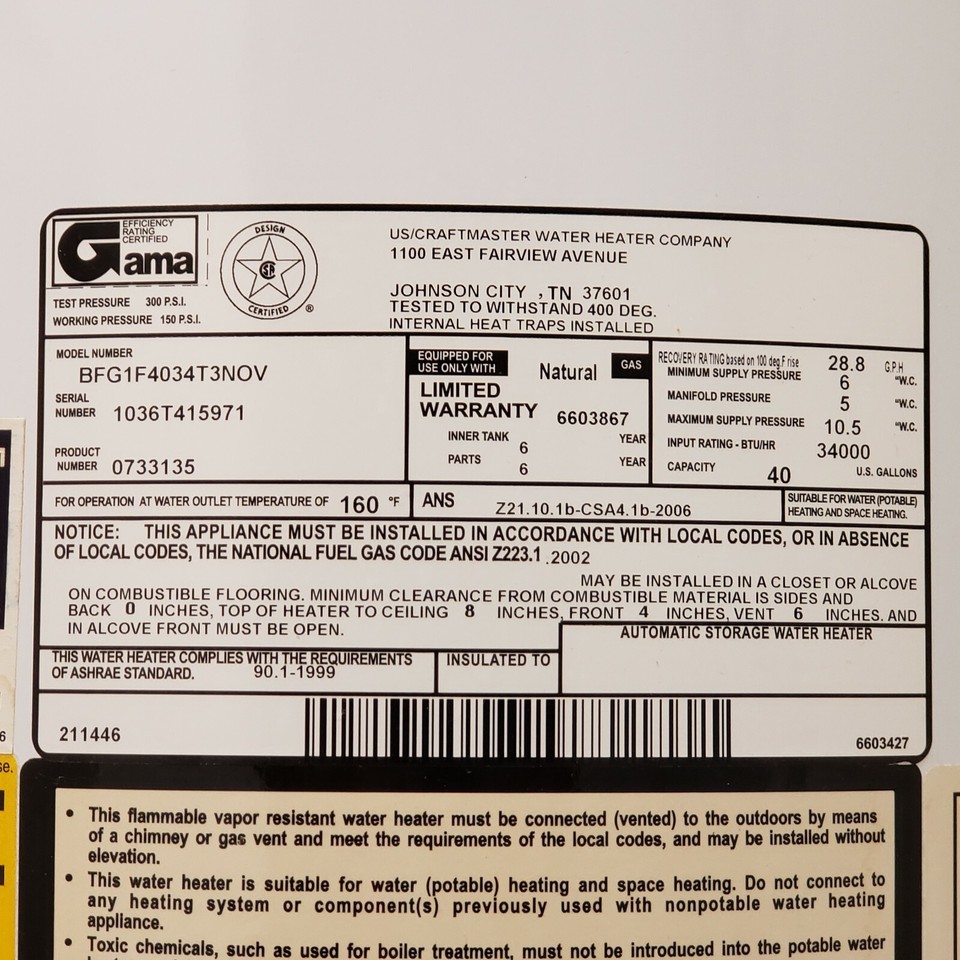 EFFICIENCY
RATING
CERTIFIED
Gama
DESIGN
CSA
CERTIFIED
®
TEST PRESSURE 300 P.S.I.
WORKING PRESSURE 150 P.S.I.
US/CRAFTMASTER WATER HEATER COMPANY
1100 EAST FAIRVIEW AVENUE
JOHNSON CITY , TN 37601
TESTED TO WITHSTAND 400 DEG.
INTERNAL HEAT TRAPS INSTALLED
MODEL NUMBER
BFG1F4034T3NOV
SERIAL
NUMBER 1036T415971
PRODUCT
NUMBER 0733135
EQUIPPED FOR
USE ONLY WITH Natural GAS
LIMITED
WARRANTY 6603867
INNER TANK 6 YEAR
PARTS 6 YEAR
RECOVERY RATING based on 100 deg.F rise 28.8 G.P.H
MINIMUM SUPPLY PRESSURE 6 "W.C.
MANIFOLD PRESSURE 5 "W.C.
MAXIMUM SUPPLY PRESSURE 10.5 "W.C.
INPUT RATING - BTU/HR 34000
CAPACITY 40 U.S. GALLONS
FOR OPERATION AT WATER OUTLET TEMPERATURE OF 160 °F
ANS Z21.10.1b-CSA4.1b-2006
SUITABLE FOR WATER (POTABLE)
HEATING AND SPACE HEATING.
NOTICE: THIS APPLIANCE MUST BE INSTALLED IN ACCORDANCE WITH LOCAL CODES, OR IN ABSENCE
OF LOCAL CODES, THE NATIONAL FUEL GAS CODE ANSI Z223.1 .2002
MAY BE INSTALLED IN A CLOSET OR ALCOVE
ON COMBUSTIBLE FLOORING. MINIMUM CLEARANCE FROM COMBUSTIBLE MATERIAL IS SIDES AND
BACK 0 INCHES, TOP OF HEATER TO CEILING 8 INCHES, FRONT 4 INCHES, VENT 6 INCHES. AND
IN ALCOVE FRONT MUST BE OPEN.
AUTOMATIC STORAGE WATER HEATER
THIS WATER HEATER COMPLIES WITH THE REQUIREMENTS
OF ASHRAE STANDARD. 90.1-1999
INSULATED TO
211446
6603427
6
se.
• This flammable vapor resistant water heater must be connected (vented) to the outdoors by means
of a chimney or gas vent and meet the requirements of the local codes, and may be installed without
elevation.
• This water heater is suitable for water (potable) heating and space heating. Do not connect to
any heating system or component(s) previously used with nonpotable water heating
appliance.
• Toxic chemicals, such as used for boiler treatment, must not be introduced into the potable water